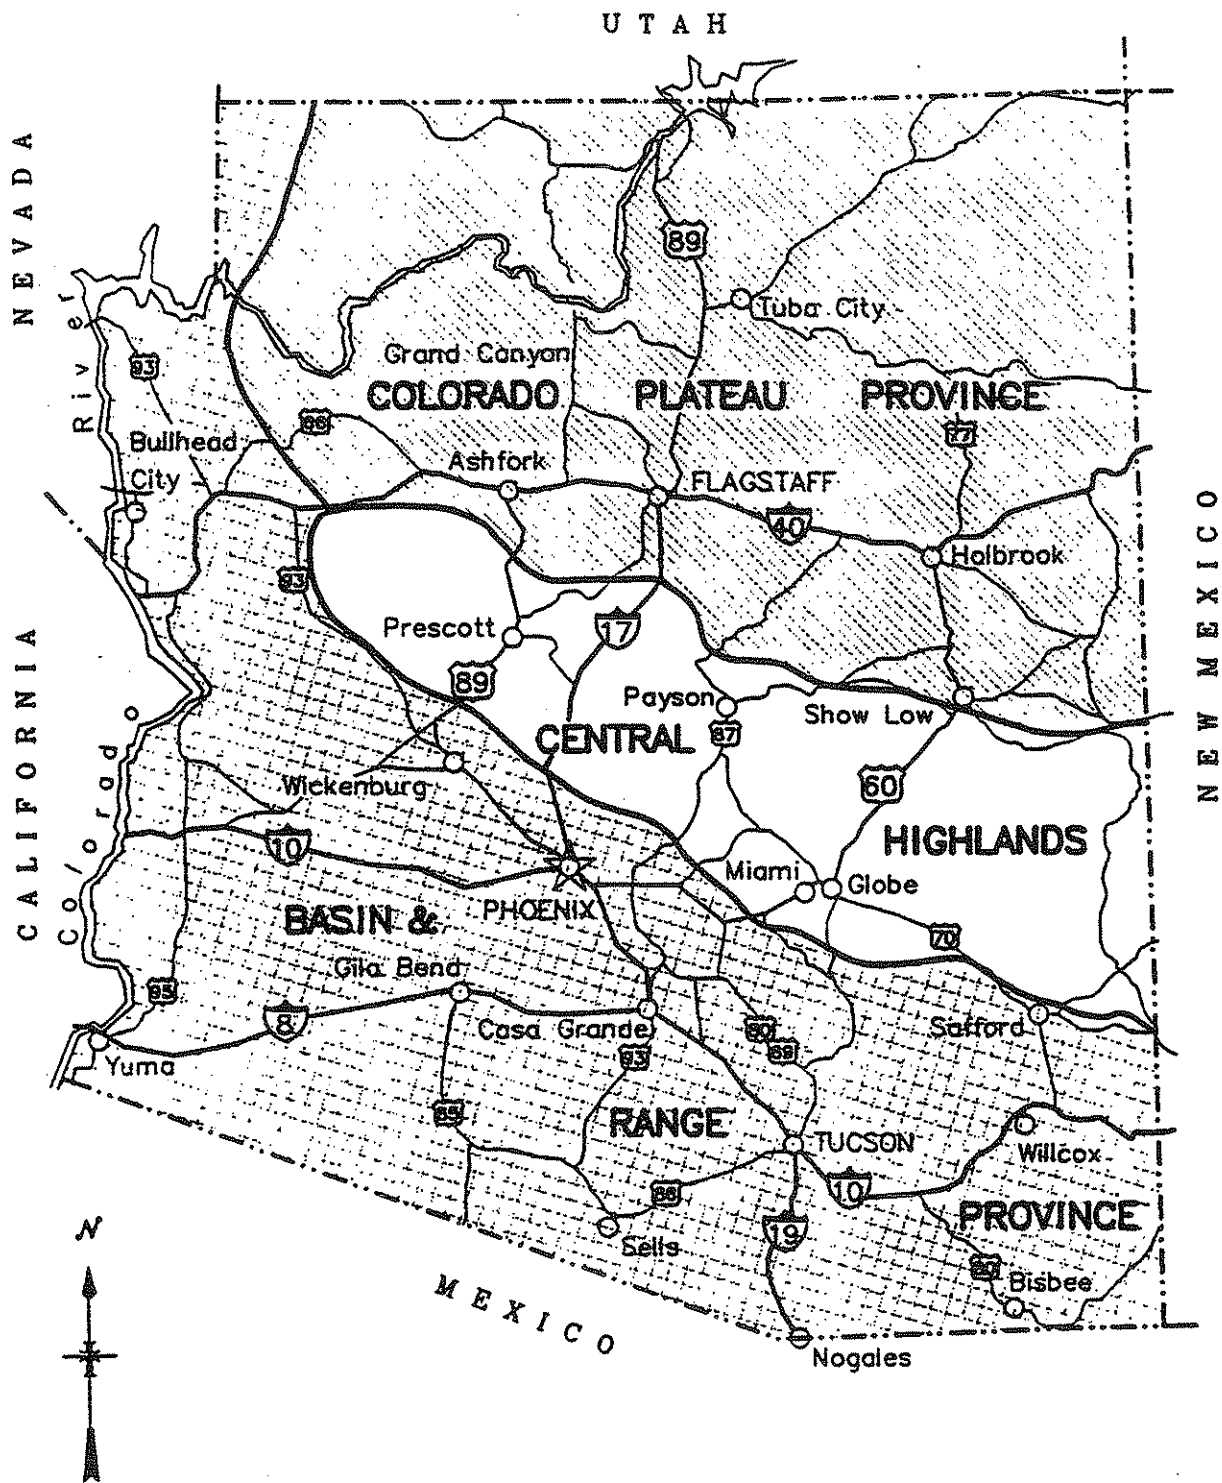 UTAH
NEVADA
89
Tuba City
River
93
Grand Canyon
COLORADO PLATEAU PROVINCE
66
77
Bullhead
City
Ashfork
FLAGSTAFF
40
Holbrook
93
NEW MEXICO
CALIFORNIA
Prescott
17
89
Payson
Show Low
Colorado
CENTRAL
87
Wickenburg
60
10
HIGHLANDS
Miami
Globe
PHOENIX
BASIN &
70
Gila Bend
95
8
Casa Grande
80
89
Safford
Yuma
93
85
RANGE
TUCSON
Willcox
86
10
PROVINCE
N
19
Sells
80
Bisbee
MEXICO
Nogales